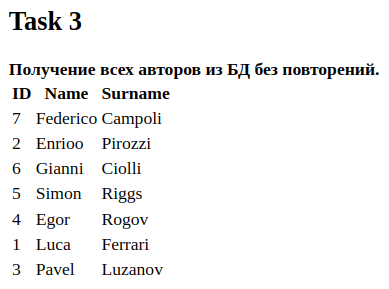 Task 3
Получение всех авторов из БД без повторений.
ID Name Surname
7 Federico Campoli
2 Enrioo Pirozzi
6 Gianni Ciolli
5 Simon Riggs
4 Egor Rogov
1 Luca Ferrari
3 Pavel Luzanov